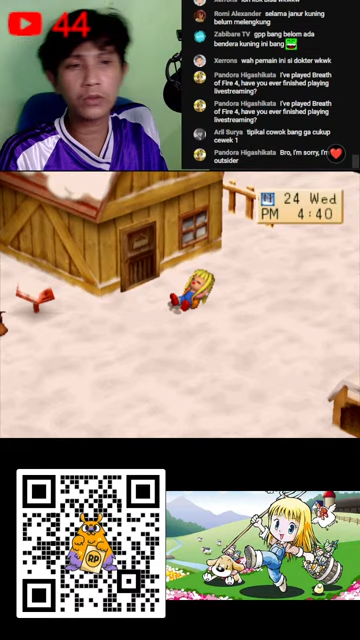 44
Romi Alexander selama janur kuning
belum melengkung
Zabibare TV gpp bang belom ada
bendera kuning ini bang
Xerrons wah pemain ini si dokter wkwk
Pandora Higashikata I've played Breath
of Fire 4, have you ever finished playing
livestreaming?
Pandora Higashikata I've played Breath
of Fire 4, have you ever finished playing
livestreaming?
Aril Surya tipikal cowok bang ga cukup
cewek 1
Pandora Higashikata Bro, I'm sorry, I'm
outsider
24 Wed
PM 4:40
RP